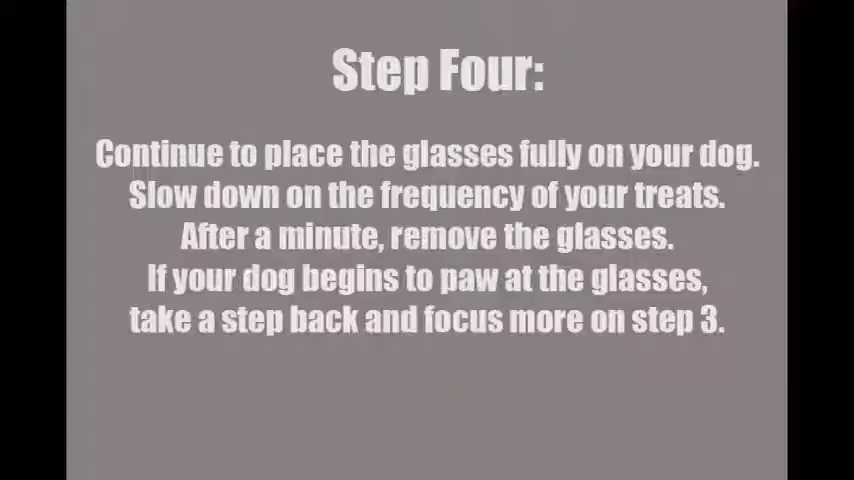 Step Four:
Continue to place the glasses fully on your dog.
Slow down on the frequency of your treats.
After a minute, remove the glasses.
If your dog begins to paw at the glasses,
take a step back and focus more on step 3.